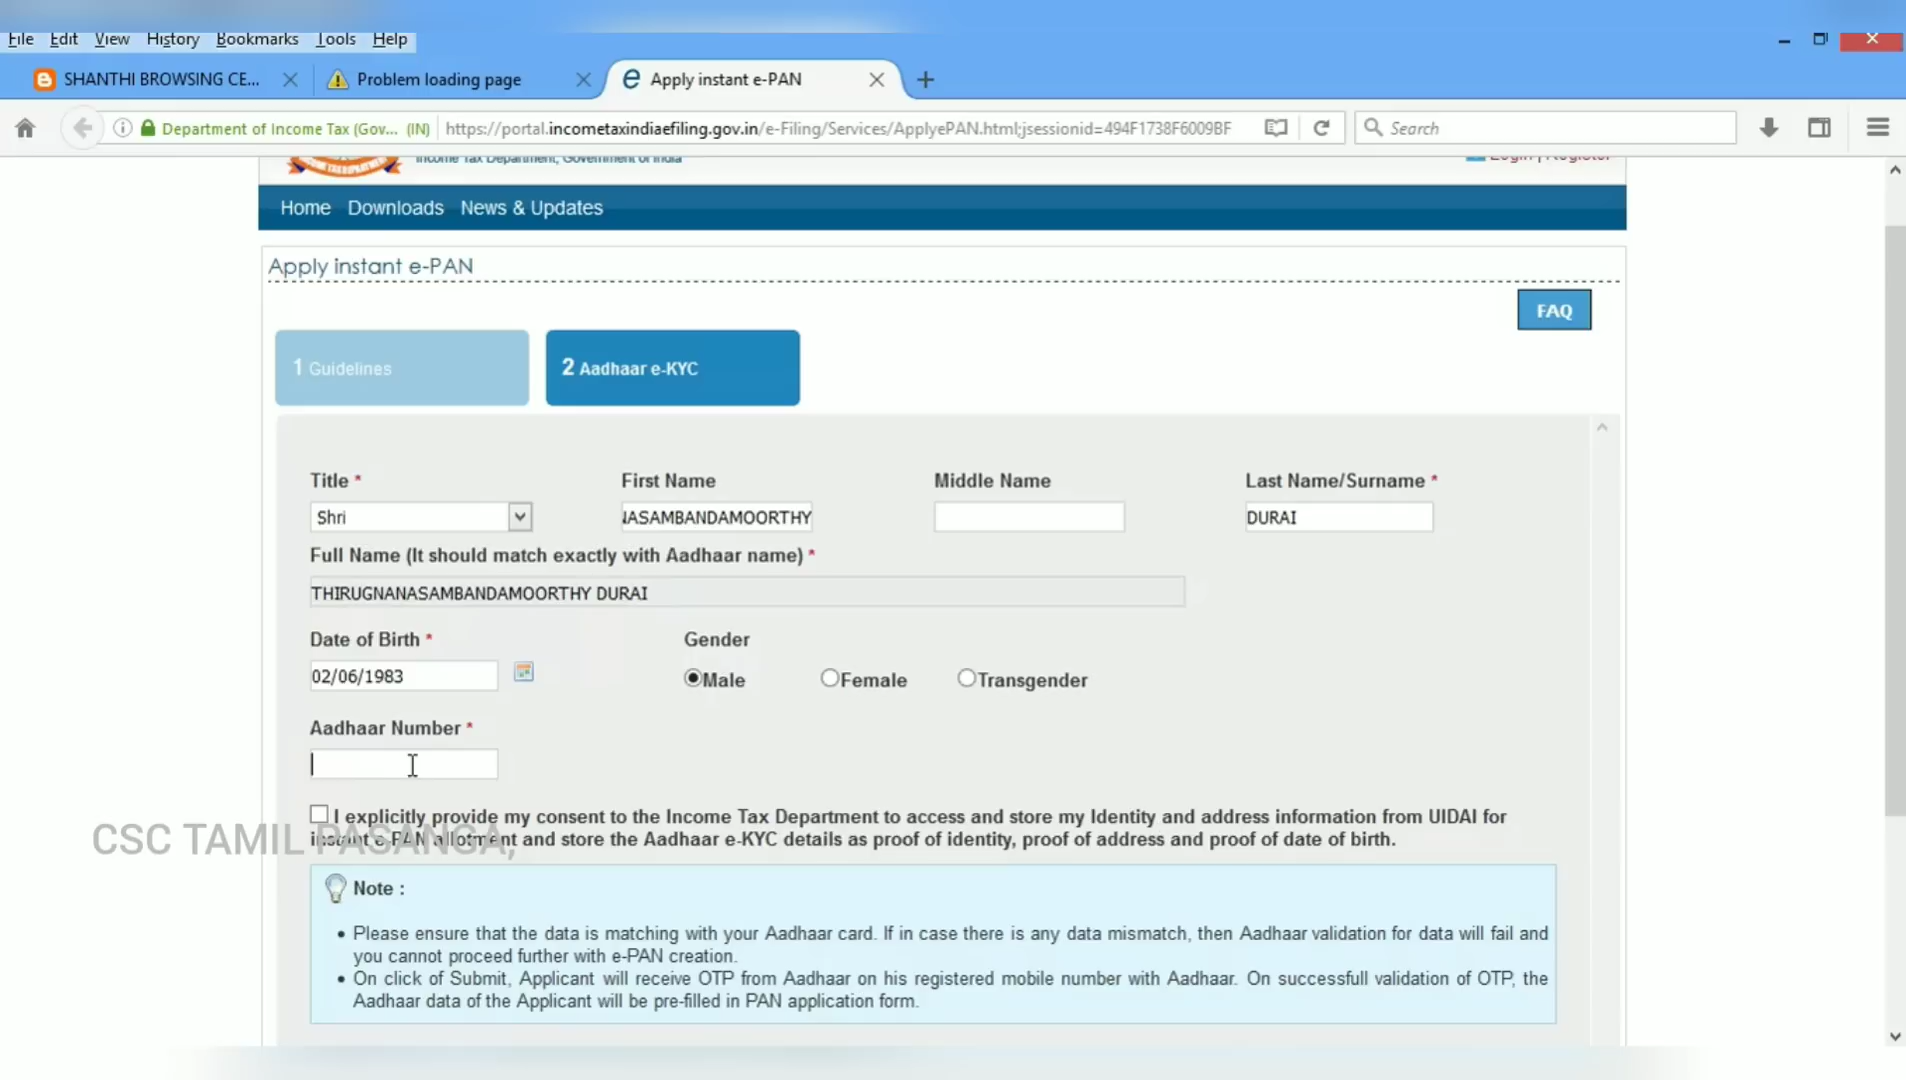 File Edit View History Bookmarks Tools Help
SHANTHI BROWSING CE... Problem loading page Apply instant e-PAN
Department of Income Tax (Gov... (IN) https://portal.incometaxindiaefiling.gov.in/e-Filing/Services/ApplyePAN.html;jsessionid=494F1738F6009BF Search
Income Tax Department, Government of India Login | Register
Home Downloads News & Updates
Apply instant e-PAN
FAQ
1 Guidelines 2 Aadhaar e-KYC
Title * First Name Middle Name Last Name/Surname *
Shri NASAMBANDAMOORTHY DURAI
Full Name (It should match exactly with Aadhaar name) *
THIRUGNANASAMBANDAMOORTHY DURAI
Date of Birth * Gender
02/06/1983 Male Female Transgender
Aadhaar Number *
I explicitly provide my consent to the Income Tax Department to access and store my Identity and address information from UIDAI for
instant e-PAN allotment and store the Aadhaar e-KYC details as proof of identity, proof of address and proof of date of birth.
CSC TAMIL PASANGA,
Note :
• Please ensure that the data is matching with your Aadhaar card. If in case there is any data mismatch, then Aadhaar validation for data will fail and
you cannot proceed further with e-PAN creation.
• On click of Submit, Applicant will receive OTP from Aadhaar on his registered mobile number with Aadhaar. On successfull validation of OTP, the
Aadhaar data of the Applicant will be pre-filled in PAN application form.